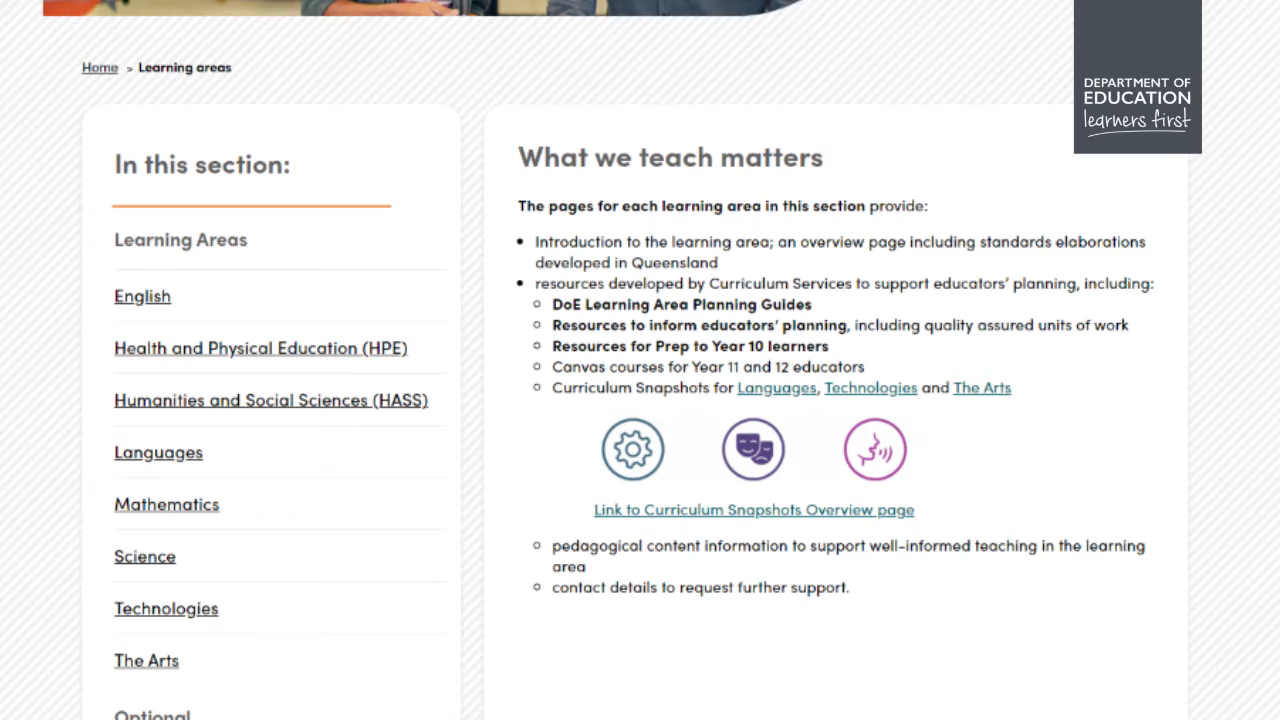 Home > Learning areas
DEPARTMENT OF
EDUCATION
learners first
In this section:
Learning Areas
English
Health and Physical Education (HPE)
Humanities and Social Sciences (HASS)
Languages
Mathematics
Science
Technologies
The Arts
Optional
What we teach matters
The pages for each learning area in this section provide:
• Introduction to the learning area; an overview page including standards elaborations
developed in Queensland
• resources developed by Curriculum Services to support educators' planning, including:
○ DoE Learning Area Planning Guides
○ Resources to inform educators' planning, including quality assured units of work
○ Resources for Prep to Year 10 learners
○ Canvas courses for Year 11 and 12 educators
○ Curriculum Snapshots for Languages, Technologies and The Arts
Link to Curriculum Snapshots Overview page
○ pedagogical content information to support well-informed teaching in the learning
area
○ contact details to request further support.